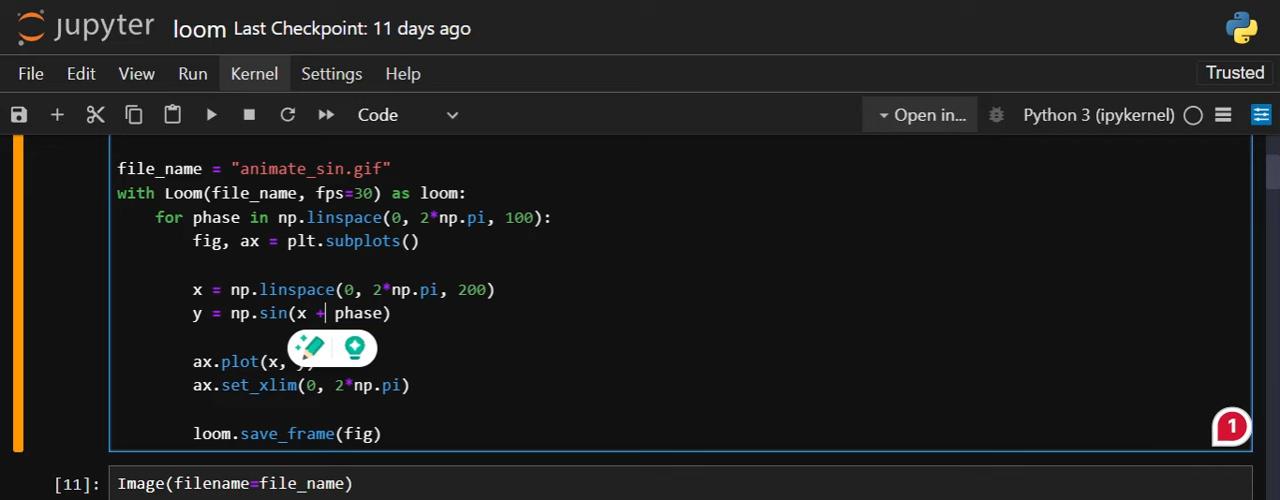 jupyter loom Last Checkpoint: 11 days ago
File Edit View Run Kernel Settings Help Trusted
Code Open in... Python 3 (ipykernel)
file_name = "animate_sin.gif"
with Loom(file_name, fps=30) as loom:
for phase in np.linspace(0, 2*np.pi, 100):
fig, ax = plt.subplots()
x = np.linspace(0, 2*np.pi, 200)
y = np.sin(x + phase)
ax.plot(x, y)
ax.set_xlim(0, 2*np.pi)
loom.save_frame(fig)
1
[11]: Image(filename=file_name)